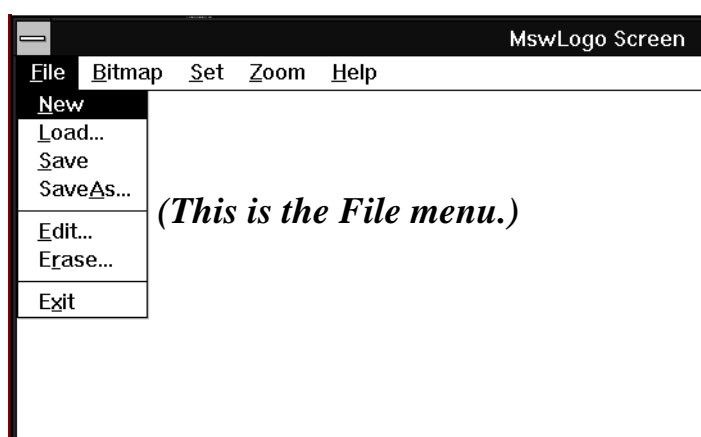 MswLogo Screen
File Bitmap Set Zoom Help
New
Load...
Save
SaveAs...
(This is the File menu.)
Edit...
Erase...
Exit